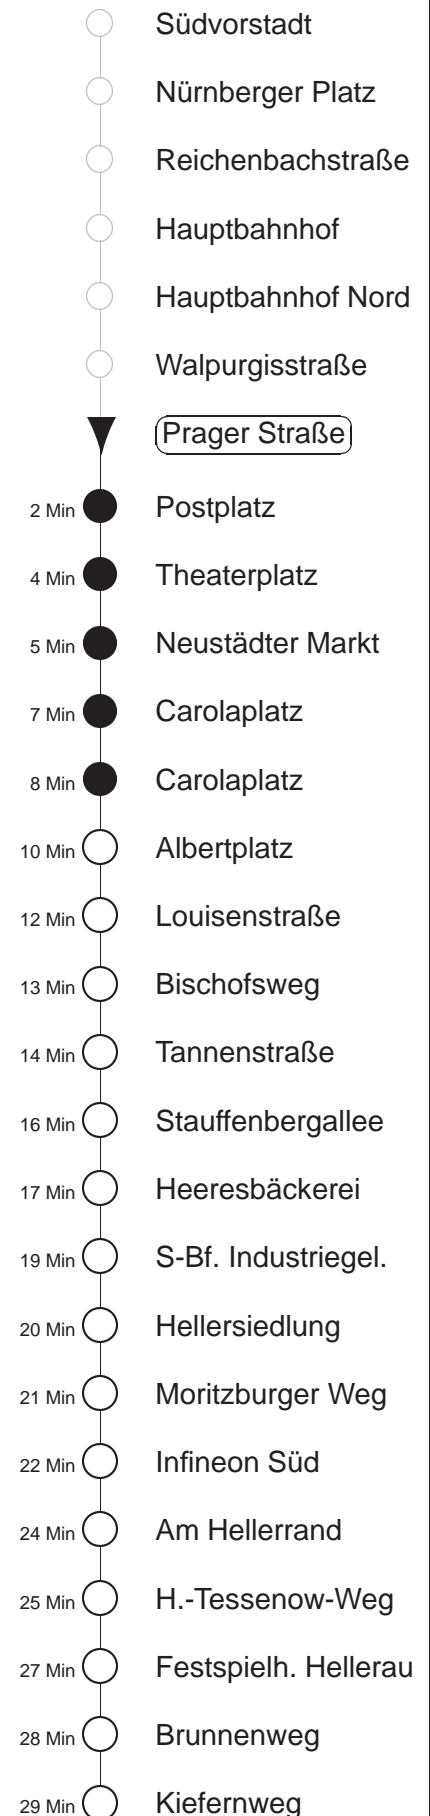 Südvorstadt
Nürnberger Platz
Reichenbachstraße
Hauptbahnhof
Hauptbahnhof Nord
Walpurgisstraße
Prager Straße
2 Min Postplatz
4 Min Theaterplatz
5 Min Neustädter Markt
7 Min Carolaplatz
8 Min Carolaplatz
10 Min Albertplatz
12 Min Louisenstraße
13 Min Bischofsweg
14 Min Tannenstraße
16 Min Stauffenbergallee
17 Min Heeresbäckerei
19 Min S-Bf. Industriegel.
20 Min Hellersiedlung
21 Min Moritzburger Weg
22 Min Infineon Süd
24 Min Am Hellerrand
25 Min H.-Tessenow-Weg
27 Min Festspielh. Hellerau
28 Min Brunnenweg
29 Min Kiefernweg